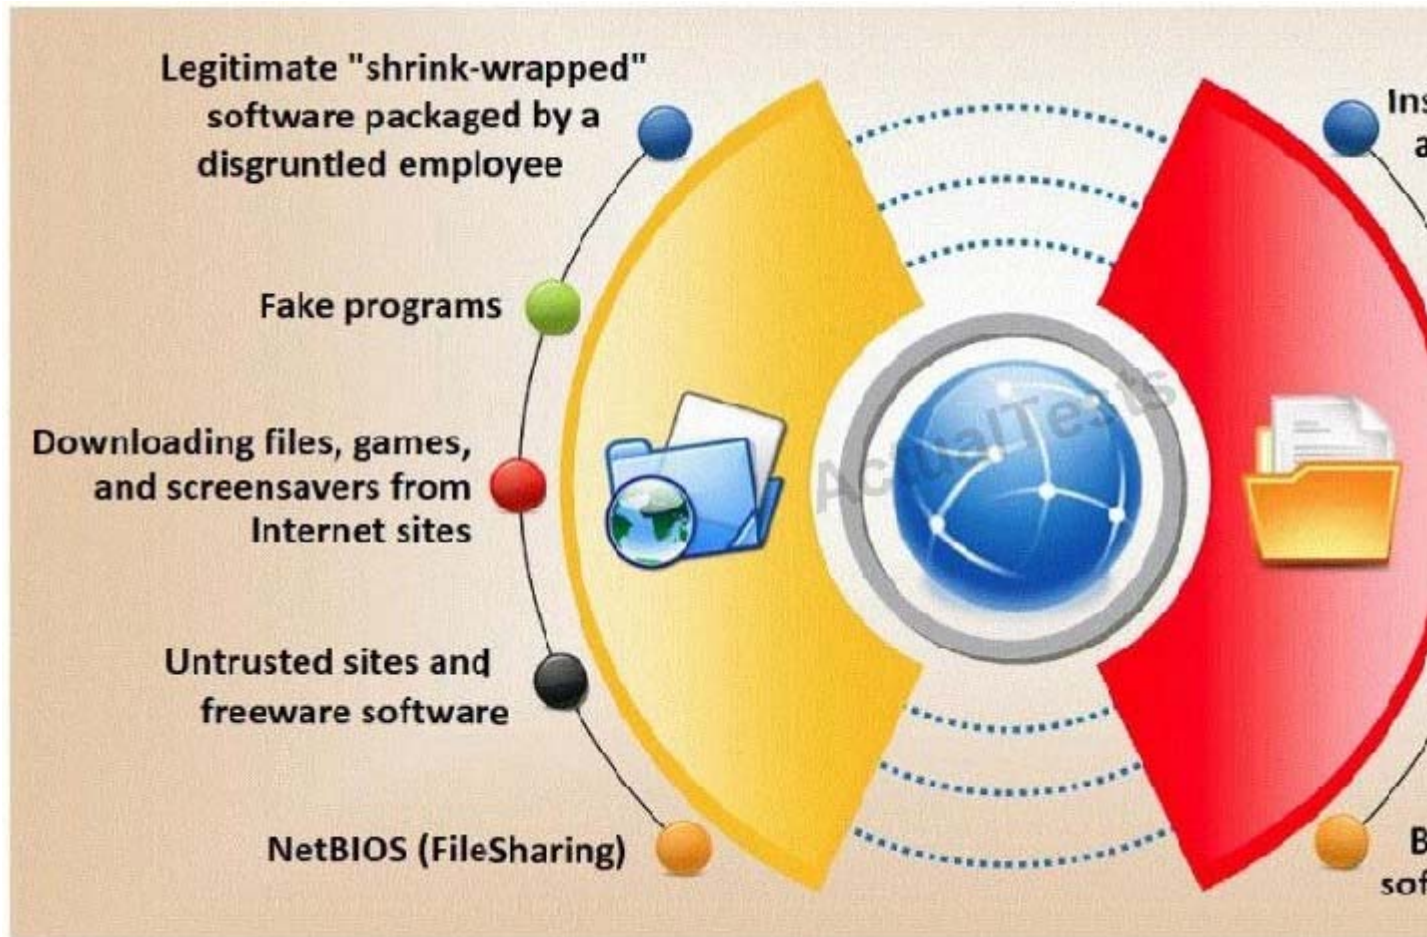 Legitimate "shrink-wrapped"
software packaged by a
disgruntled employee
Fake programs
Downloading files, games,
and screensavers from
Internet sites
Untrusted sites and
freeware software
NetBIOS (FileSharing)
ActualTests